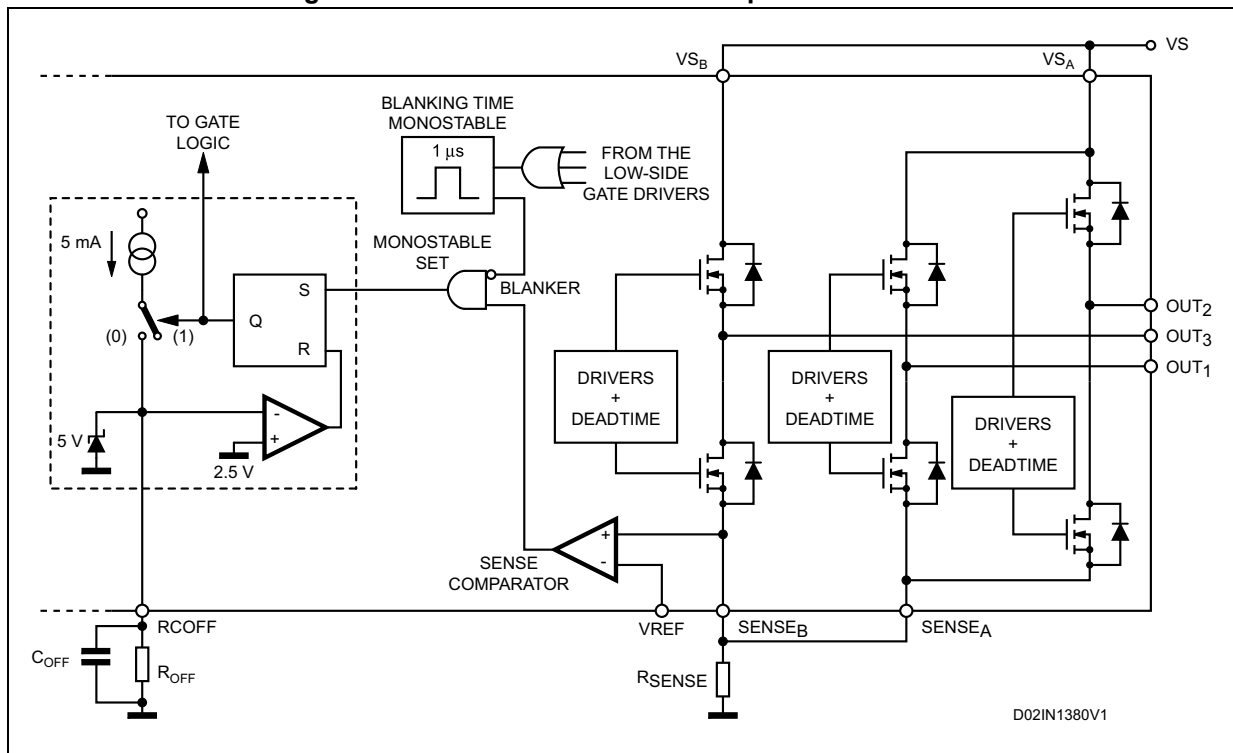 VS
VSB
VSA
BLANKING TIME
MONOSTABLE
TO GATE
LOGIC
1 μs
FROM THE
LOW-SIDE
GATE DRIVERS
5 mA
MONOSTABLE
SET
S
BLANKER
Q
(0)
(1)
R
OUT2
OUT3
OUT1
DRIVERS
+
DEADTIME
DRIVERS
+
DEADTIME
DRIVERS
+
DEADTIME
-
+
5 V
2.5 V
+
-
SENSE
COMPARATOR
RCOFF
VREF
SENSEB
SENSEA
COFF
ROFF
RSENSE
D02IN1380V1